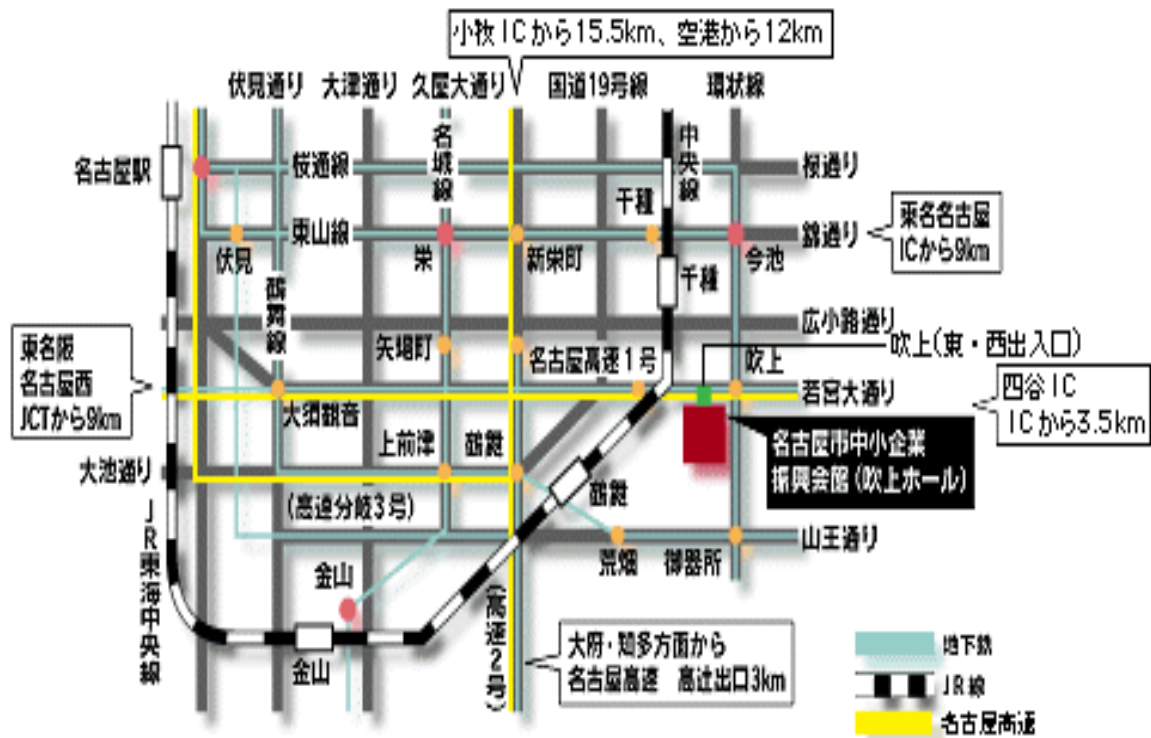 小牧ICから15.5km、空港から12km
伏見通り
大津通り
久屋大通り
国道19号線
環状線
名城線
中央線
名古屋駅
桜通線
桜通り
千種
東名名古屋
ICから9km
東山線
錦通り
伏見
栄
新栄町
今池
千種
鶴舞線
広小路通り
東名阪
名古屋西
JCTから9km
矢場町
名古屋高速1号
吹上(東・西出入口)
吹上
若宮大通り
四谷IC
ICから3.5km
大須観音
上前津
鶴舞
名古屋市中小企業
振興会館(吹上ホール)
大池通り
鶴舞
(高速分岐3号)
山王通り
荒畑
御器所
JR東海中央線
金山
(高速2号)
金山
大府・知多方面から
名古屋高速 高辻出口3km
地下鉄
JR線
名古屋高速